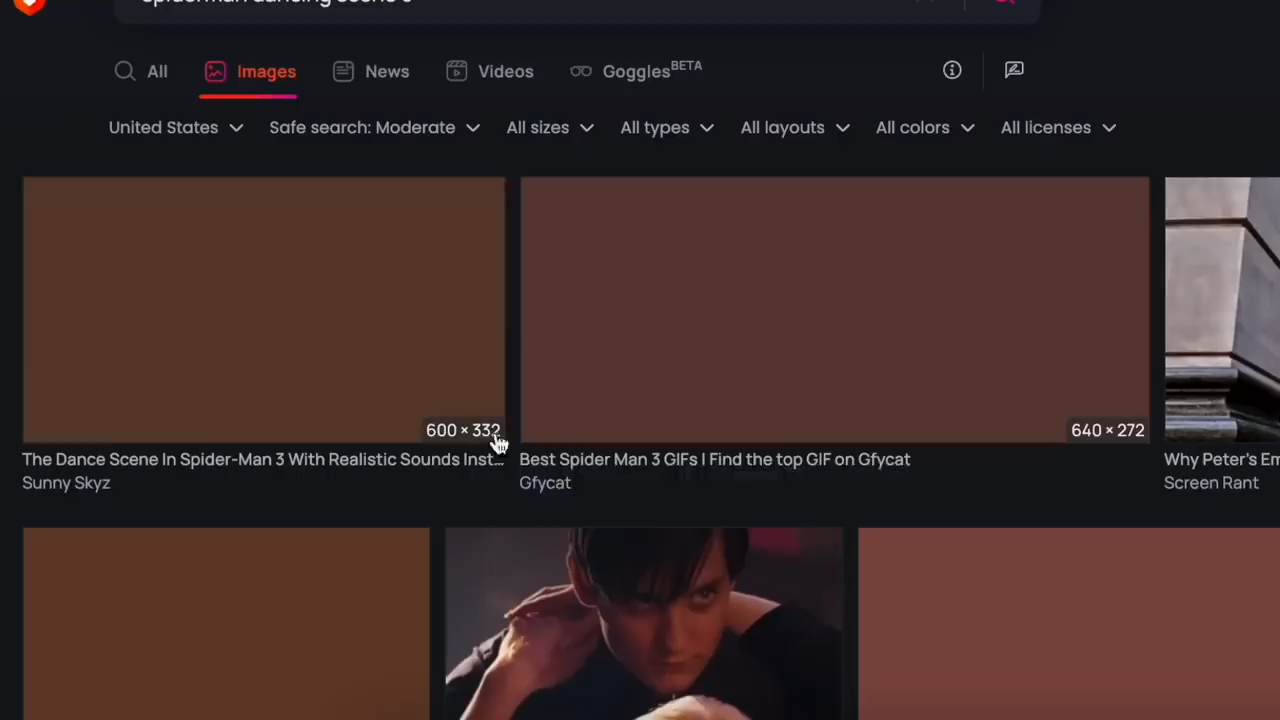 All Images News Videos Goggles BETA
United States Safe search: Moderate All sizes All types All layouts All colors All licenses
600 × 332 640 × 272
The Dance Scene In Spider-Man 3 With Realistic Sounds Inst... Best Spider Man 3 GIFs | Find the top GIF on Gfycat Why Peter's Em
Sunny Skyz Gfycat Screen Rant